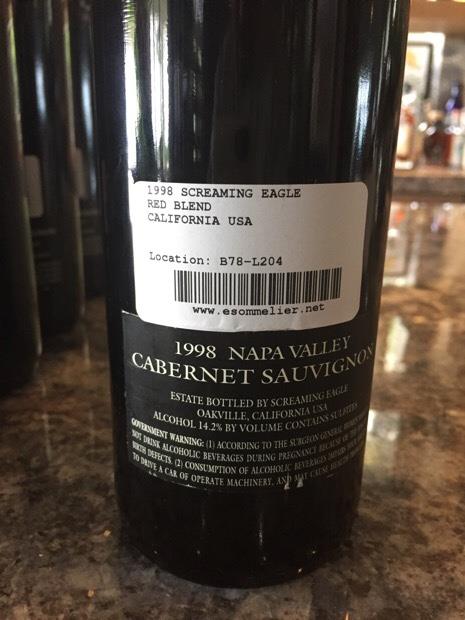 1998 SCREAMING EAGLE
RED BLEND
CALIFORNIA USA
Location: B78-L204
www.esommelier.net
1998 NAPA VALLEY
CABERNET SAUVIGNON
ESTATE BOTTLED BY SCREAMING EAGLE
OAKVILLE, CALIFORNIA USA
ALCOHOL 14.2% BY VOLUME CONTAINS SULFITES
GOVERNMENT WARNING: (1) ACCORDING TO THE SURGEON GENERAL
NOT DRINK ALCOHOLIC BEVERAGES DURING PREGNANCY BECAUSE OF
BIRTH DEFECTS. (2) CONSUMPTION OF ALCOHOLIC BEVERAGES IMPAIRS
TO DRIVE A CAR OF OPERATE MACHINERY, AND MAY CAUSE HEALTH